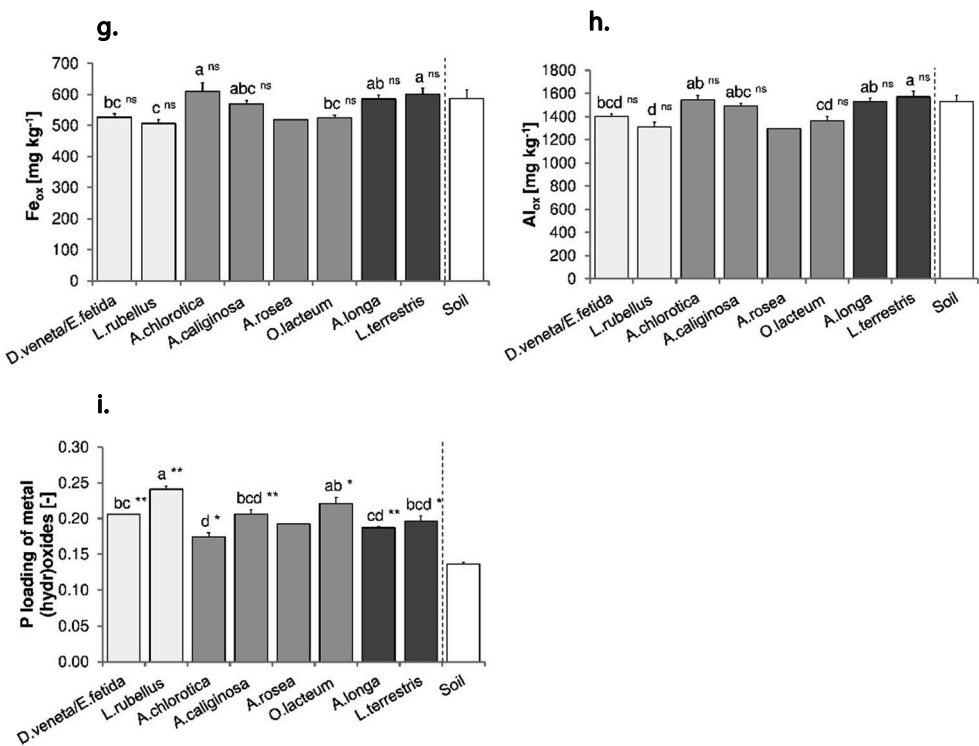 g.
Fe_ox [mg kg⁻¹]
700
600
500
400
300
200
100
0
bc ns
c ns
a ns
abc ns
bc ns
ab ns
a ns
D.veneta/E.fetida
L.rubellus
A.chlorotica
A.caliginosa
A.rosea
O.lacteum
A.longa
L.terrestris
Soil
h.
Al_ox [mg kg⁻¹]
1800
1600
1400
1200
1000
800
600
400
200
0
bcd ns
d ns
ab ns
abc ns
cd ns
ab ns
a ns
D.veneta/E.fetida
L.rubellus
A.chlorotica
A.caliginosa
A.rosea
O.lacteum
A.longa
L.terrestris
Soil
i.
P loading of metal
(hydr)oxides [-]
0.30
0.25
0.20
0.15
0.10
0.05
0.00
bc **
a **
d *
bcd **
ab *
cd **
bcd *
D.veneta/E.fetida
L.rubellus
A.chlorotica
A.caliginosa
A.rosea
O.lacteum
A.longa
L.terrestris
Soil